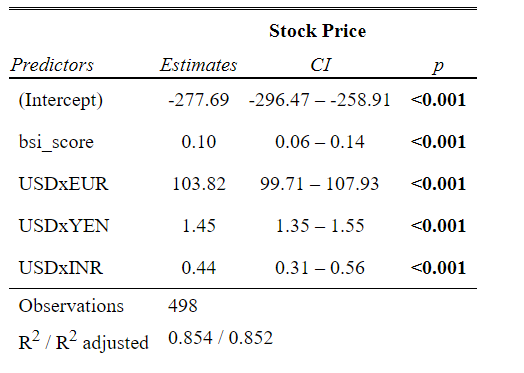 Stock Price
Predictors Estimates CI p
(Intercept) -277.69 -296.47 – -258.91 <0.001
bsi_score 0.10 0.06 – 0.14 <0.001
USDxEUR 103.82 99.71 – 107.93 <0.001
USDxYEN 1.45 1.35 – 1.55 <0.001
USDxINR 0.44 0.31 – 0.56 <0.001
Observations 498
R² / R² adjusted 0.854 / 0.852